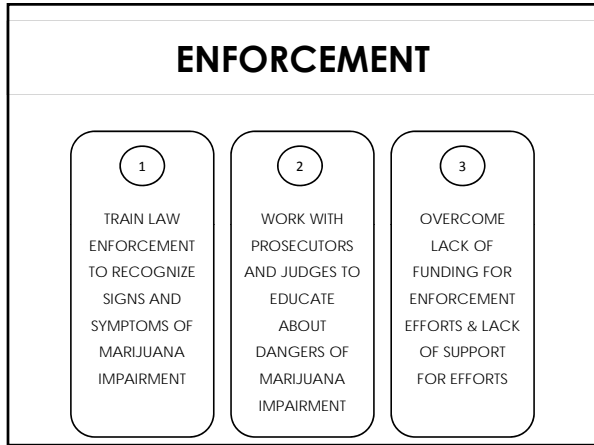 ENFORCEMENT
1
TRAIN LAW
ENFORCEMENT
TO RECOGNIZE
SIGNS AND
SYMPTOMS OF
MARIJUANA
IMPAIRMENT
2
WORK WITH
PROSECUTORS
AND JUDGES TO
EDUCATE
ABOUT
DANGERS OF
MARIJUANA
IMPAIRMENT
3
OVERCOME
LACK OF
FUNDING FOR
ENFORCEMENT
EFFORTS & LACK
OF SUPPORT
FOR EFFORTS